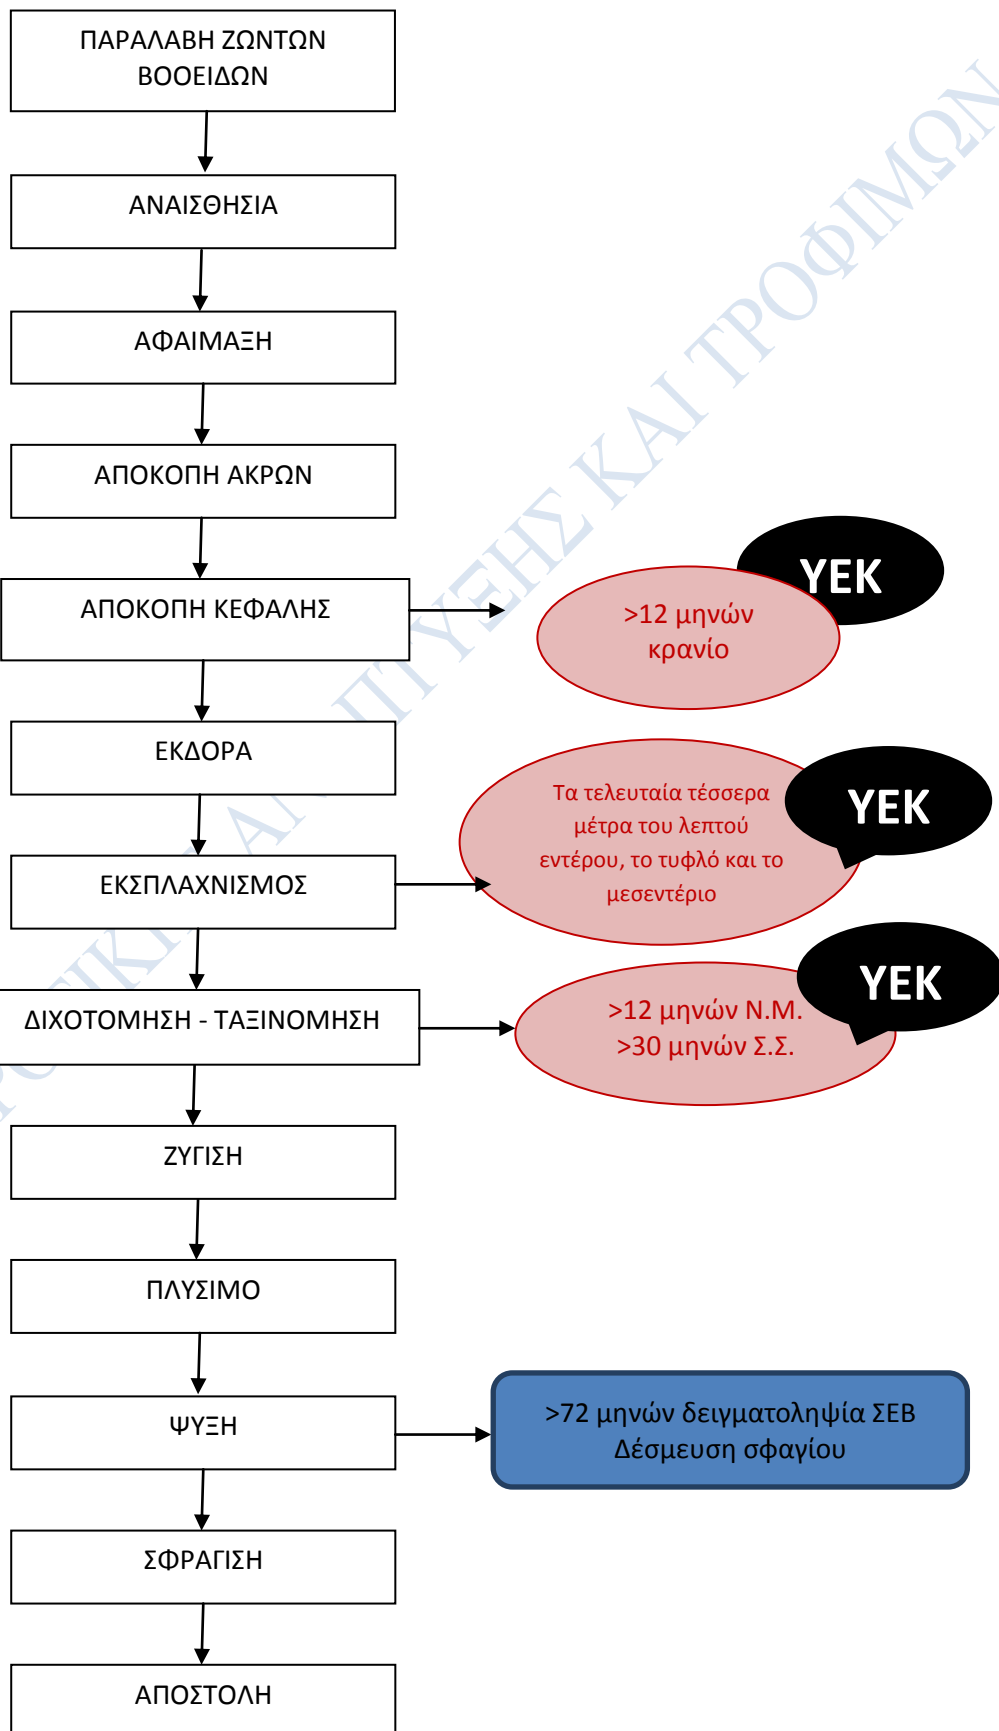 ΠΑΡΑΛΑΒΗ ΖΩΝΤΩΝ
ΒΟΟΕΙΔΩΝ
ΑΝΑΙΣΘΗΣΙΑ
ΑΦΑΙΜΑΞΗ
ΑΠΟΚΟΠΗ ΑΚΡΩΝ
ΑΠΟΚΟΠΗ ΚΕΦΑΛΗΣ
ΥΕΚ
>12 μηνών
κρανίο
ΕΚΔΟΡΑ
ΕΚΣΠΛΑΧΝΙΣΜΟΣ
Τα τελευταία τέσσερα
μέτρα του λεπτού
εντέρου, το τυφλό και το
μεσεντέριο
ΥΕΚ
ΔΙΧΟΤΟΜΗΣΗ - ΤΑΞΙΝΟΜΗΣΗ
>12 μηνών Ν.Μ.
>30 μηνών Σ.Σ.
ΥΕΚ
ΖΥΓΙΣΗ
ΠΛΥΣΙΜΟ
ΨΥΞΗ
>72 μηνών δειγματοληψία ΣΕΒ
Δέσμευση σφαγίου
ΣΦΡΑΓΙΣΗ
ΑΠΟΣΤΟΛΗ
ΚΑΙ ΤΡΟΦΙΜΩΝ